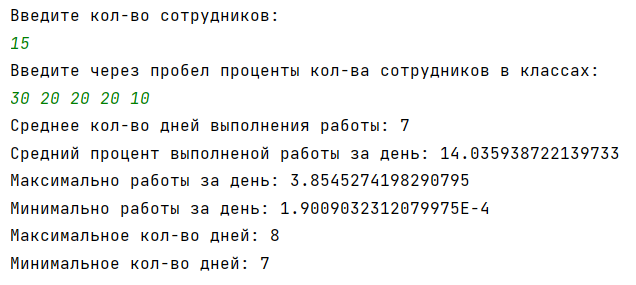 Введите кол-во сотрудников:
15
Введите через пробел проценты кол-ва сотрудников в классах:
30 20 20 20 10
Среднее кол-во дней выполнения работы: 7
Средний процент выполненой работы за день: 14.035938722139733
Максимально работы за день: 3.8545274198290795
Минимально работы за день: 1.9009032312079975E-4
Максимальное кол-во дней: 8
Минимальное кол-во дней: 7